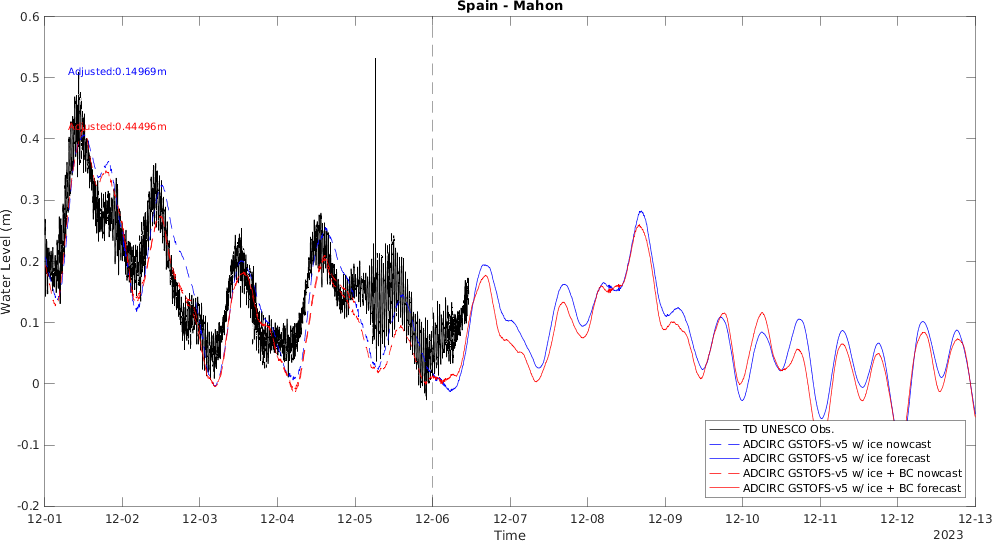 Spain - Mahon
Water Level (m)
0.6
0.5
0.4
0.3
0.2
0.1
0
-0.1
-0.2
Adjusted:0.14969m
Adjusted:0.44496m
TD UNESCO Obs.
ADCIRC GSTOFS-v5 w/ ice nowcast
ADCIRC GSTOFS-v5 w/ ice forecast
ADCIRC GSTOFS-v5 w/ ice + BC nowcast
ADCIRC GSTOFS-v5 w/ ice + BC forecast
12-01 12-02 12-03 12-04 12-05 12-06 12-07 12-08 12-09 12-10 12-11 12-12 12-13
Time
2023